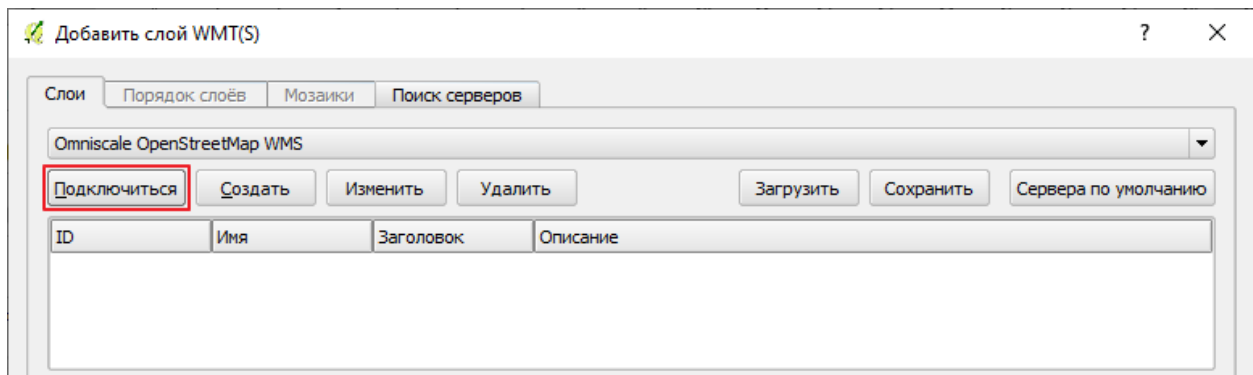 Добавить слой WMT(S) ?
Слои Порядок слоёв Мозаики Поиск серверов
Omniscale OpenStreetMap WMS
Подключиться Создать Изменить Удалить Загрузить Сохранить Сервера по умолчанию
ID Имя Заголовок Описание